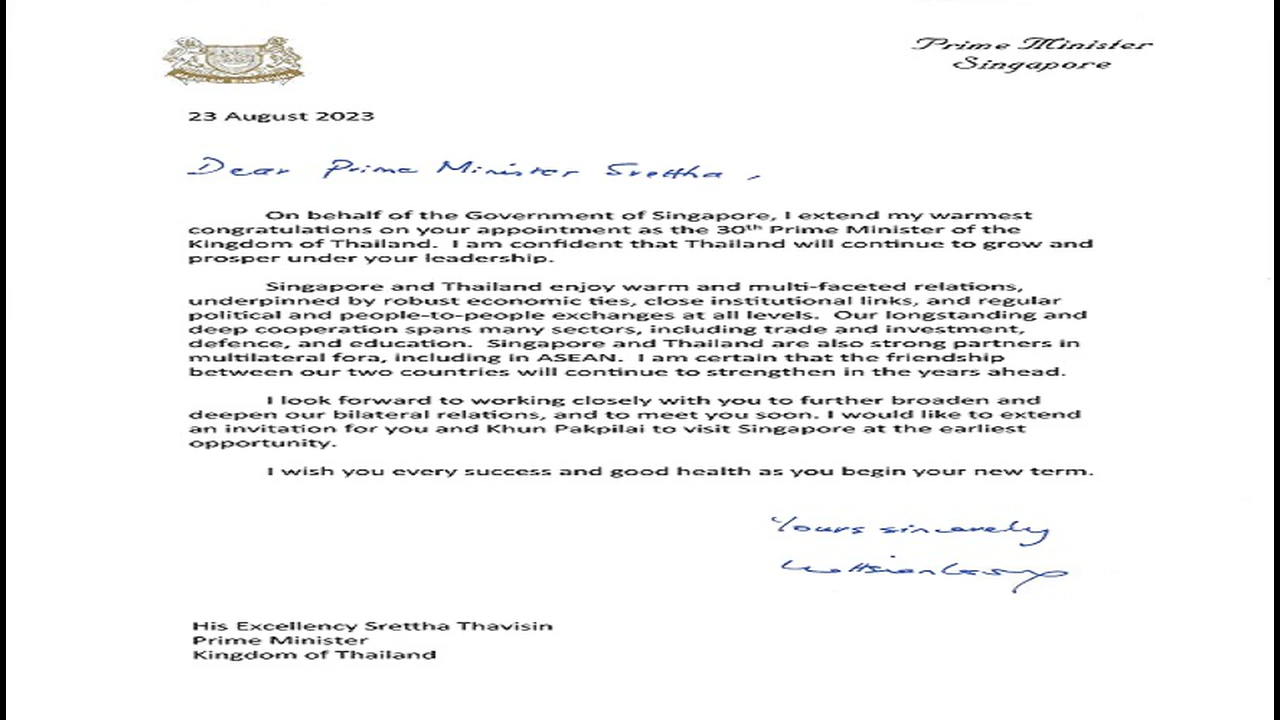 Prime Minister
Singapore
23 August 2023
Dear Prime Minister Srettha,
On behalf of the Government of Singapore, I extend my warmest
congratulations on your appointment as the 30th Prime Minister of the
Kingdom of Thailand. I am confident that Thailand will continue to grow and
prosper under your leadership.
Singapore and Thailand enjoy warm and multi-faceted relations,
underpinned by robust economic ties, close institutional links, and regular
political and people-to-people exchanges at all levels. Our longstanding and
deep cooperation spans many sectors, including trade and investment,
defence, and education. Singapore and Thailand are also strong partners in
multilateral fora, including in ASEAN. I am certain that the friendship
between our two countries will continue to strengthen in the years ahead.
I look forward to working closely with you to further broaden and
deepen our bilateral relations, and to meet you soon. I would like to extend
an invitation for you and Khun Pakpilai to visit Singapore at the earliest
opportunity.
I wish you every success and good health as you begin your new term.
Yours sincerely
Lee Hsien Loong
His Excellency Srettha Thavisin
Prime Minister
Kingdom of Thailand